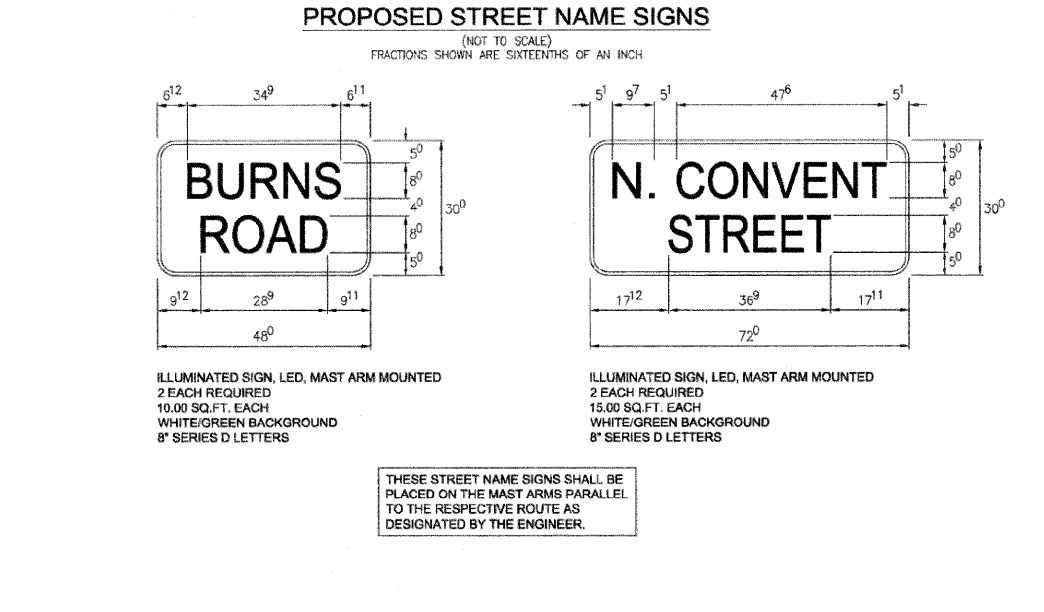 PROPOSED STREET NAME SIGNS
(NOT TO SCALE)
FRACTIONS SHOWN ARE SIXTEENTHS OF AN INCH
6¹² 34⁹ 6¹¹
BURNS
ROAD
5⁰
8⁰
4⁰
8⁰
5⁰
30⁰
9¹² 28⁹ 9¹¹
48⁰
ILLUMINATED SIGN, LED, MAST ARM MOUNTED
2 EACH REQUIRED
10.00 SQ.FT. EACH
WHITE/GREEN BACKGROUND
8" SERIES D LETTERS
5¹ 9⁷ 5¹ 47⁶ 5¹
N. CONVENT
STREET
5⁰
8⁰
4⁰
8⁰
5⁰
30⁰
17¹² 36⁹ 17¹¹
72⁰
ILLUMINATED SIGN, LED, MAST ARM MOUNTED
2 EACH REQUIRED
15.00 SQ.FT. EACH
WHITE/GREEN BACKGROUND
8" SERIES D LETTERS
THESE STREET NAME SIGNS SHALL BE
PLACED ON THE MAST ARMS PARALLEL
TO THE RESPECTIVE ROUTE AS
DESIGNATED BY THE ENGINEER.